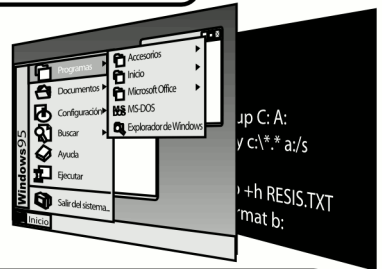 Windows95
Programas
Documentos
Configuración
Buscar
Ayuda
Ejecutar
Salir del sistema...
Inicio
Accesorios
Inicio
Microsoft Office
MS-DOS
Explorador de Windows
up C: A:
y c:\*.* a:/s
+h RESIS.TXT
rmat b: